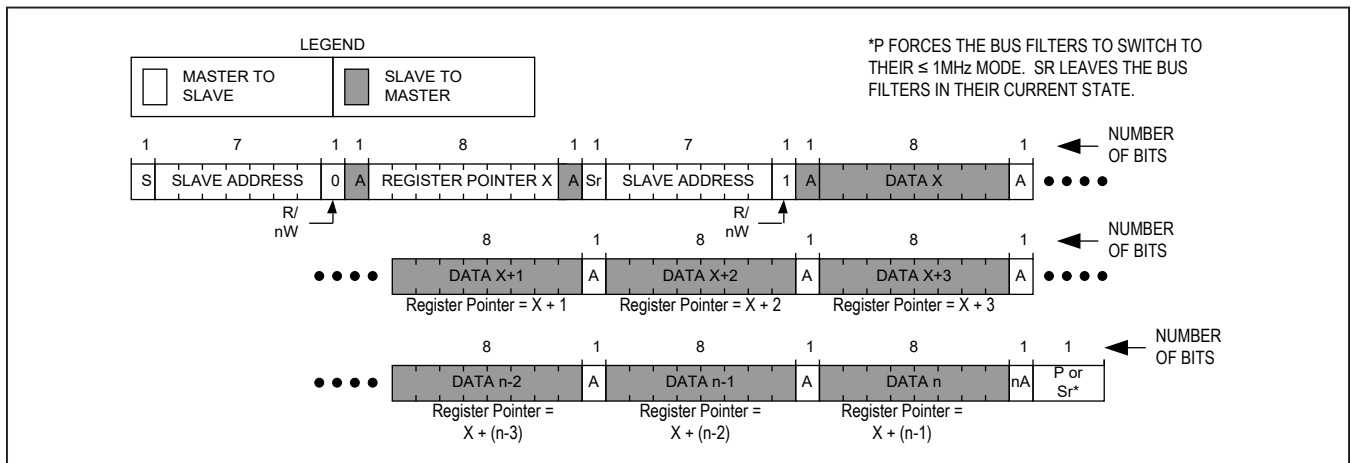 LEGEND
MASTER TO
SLAVE
SLAVE TO
MASTER
*P FORCES THE BUS FILTERS TO SWITCH TO
THEIR ≤ 1MHz MODE. SR LEAVES THE BUS
FILTERS IN THEIR CURRENT STATE.
1 7 1 1 8 1 1 7 1 1 8 1
NUMBER
OF BITS
S SLAVE ADDRESS 0 A REGISTER POINTER X A Sr SLAVE ADDRESS 1 A DATA X A
R/
nW
R/
nW
8 1 8 1 8 1
NUMBER
OF BITS
DATA X+1 A DATA X+2 A DATA X+3 A
Register Pointer = X + 1 Register Pointer = X + 2 Register Pointer = X + 3
8 1 8 1 8 1 1
NUMBER
OF BITS
DATA n-2 A DATA n-1 A DATA n nA P or
Sr*
Register Pointer = Register Pointer = Register Pointer =
X + (n-3) X + (n-2) X + (n-1)